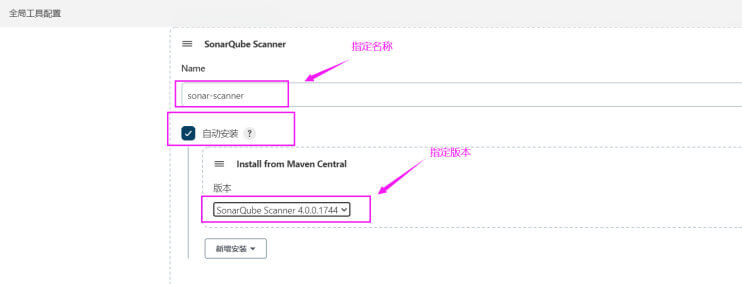 全局工具配置
SonarQube Scanner
指定名称
Name
sonar-scanner
自动安装 ?
指定版本
Install from Maven Central
版本
SonarQube Scanner 4.0.0.1744
新增安装